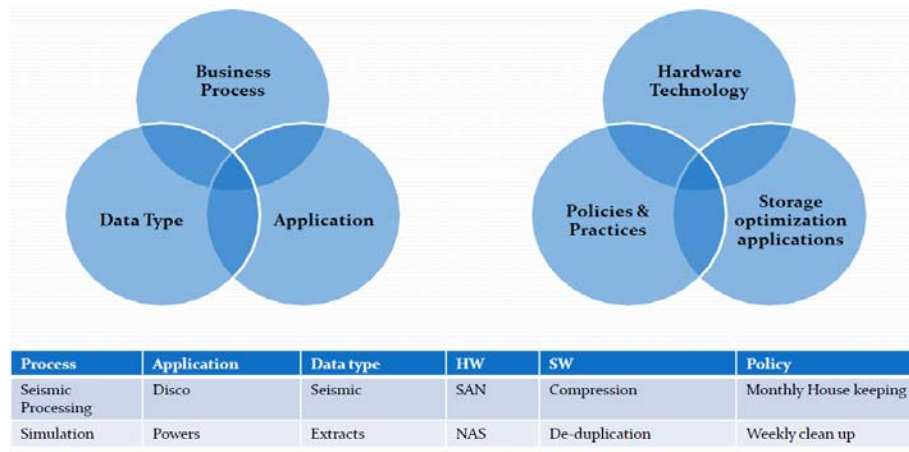 Business
Process
Data Type
Application
Hardware
Technology
Policies &
Practices
Storage
optimization
applications
Process Application Data type HW SW Policy
Seismic
Processing Disco Seismic SAN Compression Monthly House keeping
Simulation Powers Extracts NAS De-duplication Weekly clean up